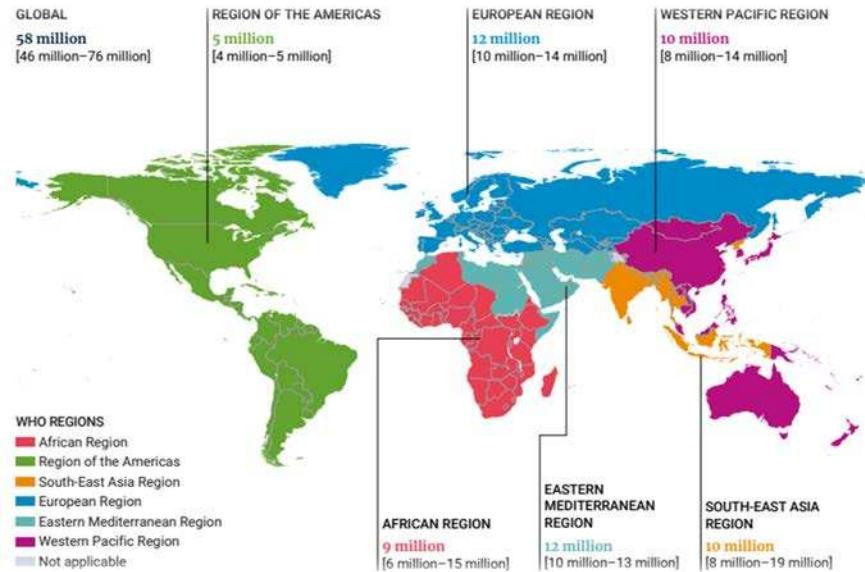 GLOBAL
58 million
[46 million–76 million]
REGION OF THE AMERICAS
5 million
[4 million–5 million]
EUROPEAN REGION
12 million
[10 million–14 million]
WESTERN PACIFIC REGION
10 million
[8 million–14 million]
WHO REGIONS
African Region
Region of the Americas
South-East Asia Region
European Region
Eastern Mediterranean Region
Western Pacific Region
Not applicable
AFRICAN REGION
9 million
[6 million–15 million]
EASTERN
MEDITERRANEAN
REGION
12 million
[10 million–13 million]
SOUTH-EAST ASIA
REGION
10 million
[8 million–19 million]